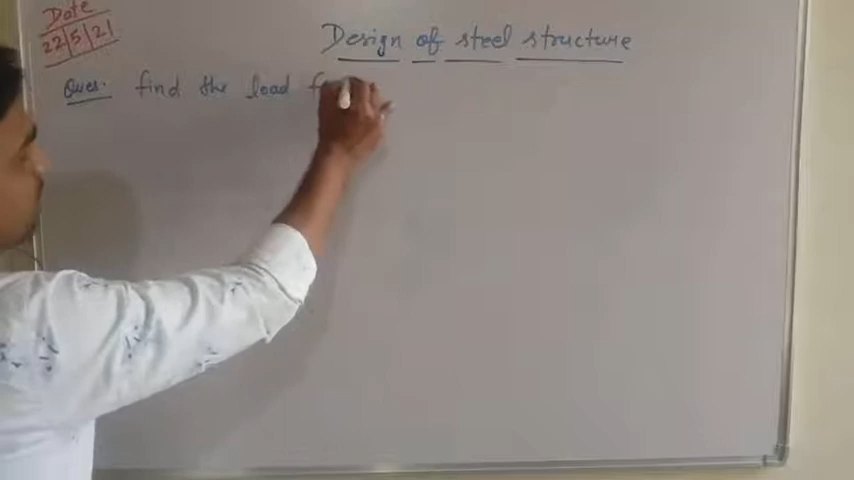 Date
22/5/21
Design of steel structure
Ques. find the load